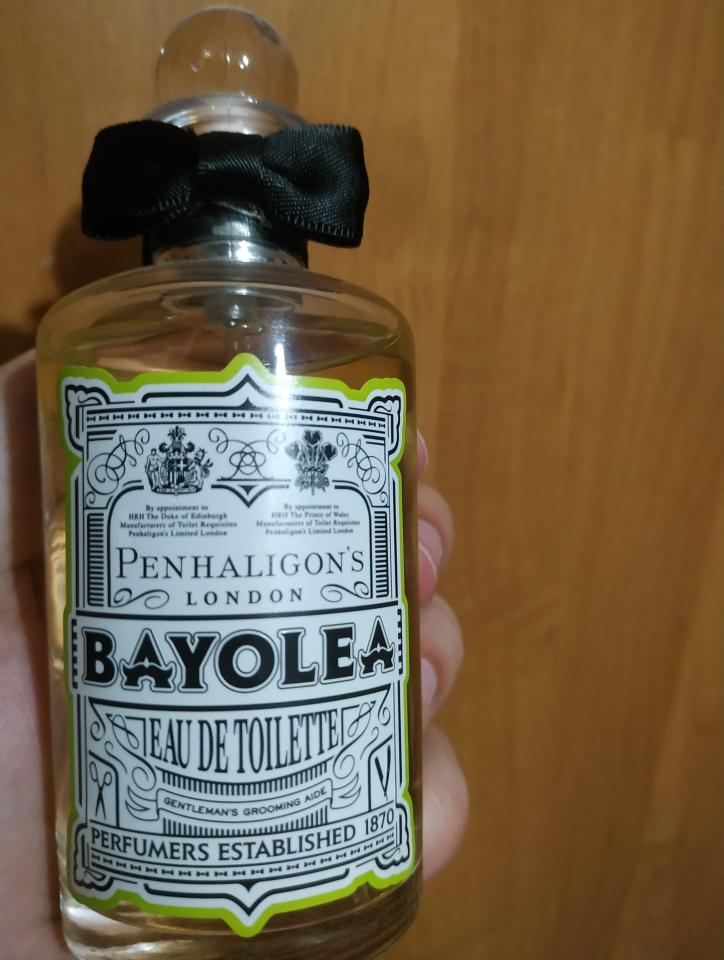 By appointment to
HRH The Duke of Edinburgh
Manufacturers of Toilet Requisites
Penhaligon's Limited London
By appointment to
HRH The Prince of Wales
Manufacturers of Toilet Requisites
Penhaligon's Limited London
PENHALIGON'S
LONDON
BAYOLEA
EAU DE TOILETTE
GENTLEMAN'S GROOMING AIDE
PERFUMERS ESTABLISHED 1870